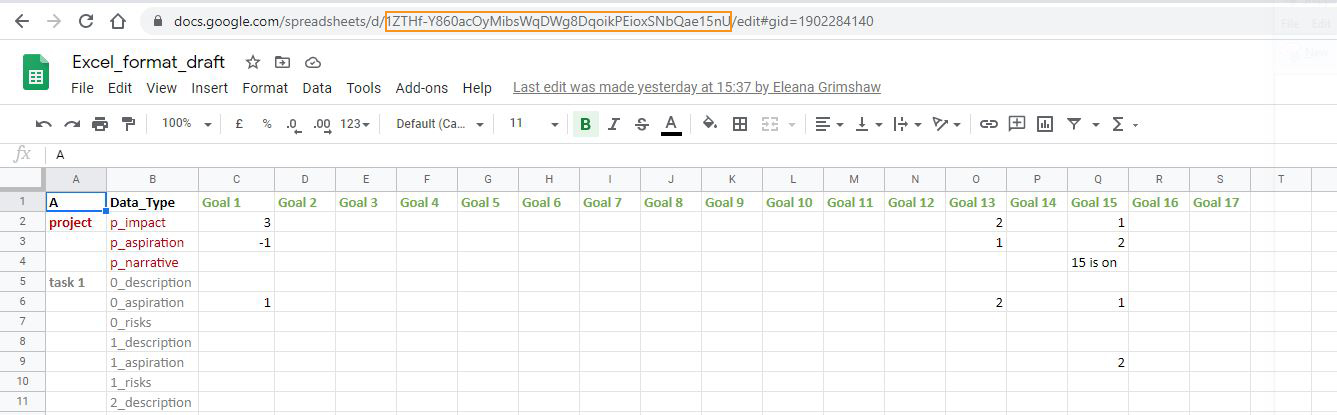 docs.google.com/spreadsheets/d/1ZTHf-Y860acOyMibsWqDWg8DqoikPEioxSNbQae15nU/edit#gid=1902284140
Excel_format_draft
File Edit View Insert Format Data Tools Add-ons Help Last edit was made yesterday at 15:37 by Eleana Grimshaw
100% £ % .0 .00 123 Default (Ca... 11 B I S A Σ
fx A
A B C D E F G H I J K L M N O P Q R S T
1 A Data_Type Goal 1 Goal 2 Goal 3 Goal 4 Goal 5 Goal 6 Goal 7 Goal 8 Goal 9 Goal 10 Goal 11 Goal 12 Goal 13 Goal 14 Goal 15 Goal 16 Goal 17
2 project p_impact 3 2 1
3 p_aspiration -1 1 2
4 p_narrative 15 is on
5 task 1 0_description
6 0_aspiration 1 2 1
7 0_risks
8 1_description
9 1_aspiration 2
10 1_risks
11 2_description